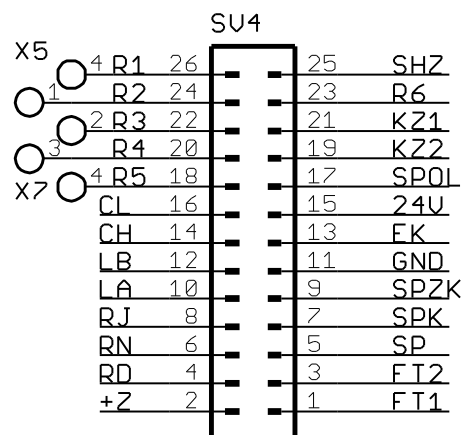 SV4
X5
4 R1 26 25 SHZ
1 R2 24 23 R6
2 R3 22 21 KZ1
3 R4 20 19 KZ2
X7 4 R5 18 17 SPOL
CL 16 15 24V
CH 14 13 EK
LB 12 11 GND
LA 10 9 SPZK
RJ 8 7 SPK
RN 6 5 SP
RD 4 3 FT2
+Z 2 1 FT1